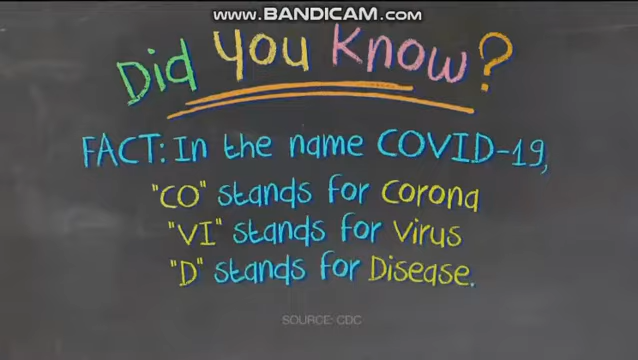 www.BANDICAM.com
Did you know?
FACT: In the name COVID-19,
"CO" stands for Corona
"VI" stands for Virus
"D" stands for Disease.
SOURCE: CDC